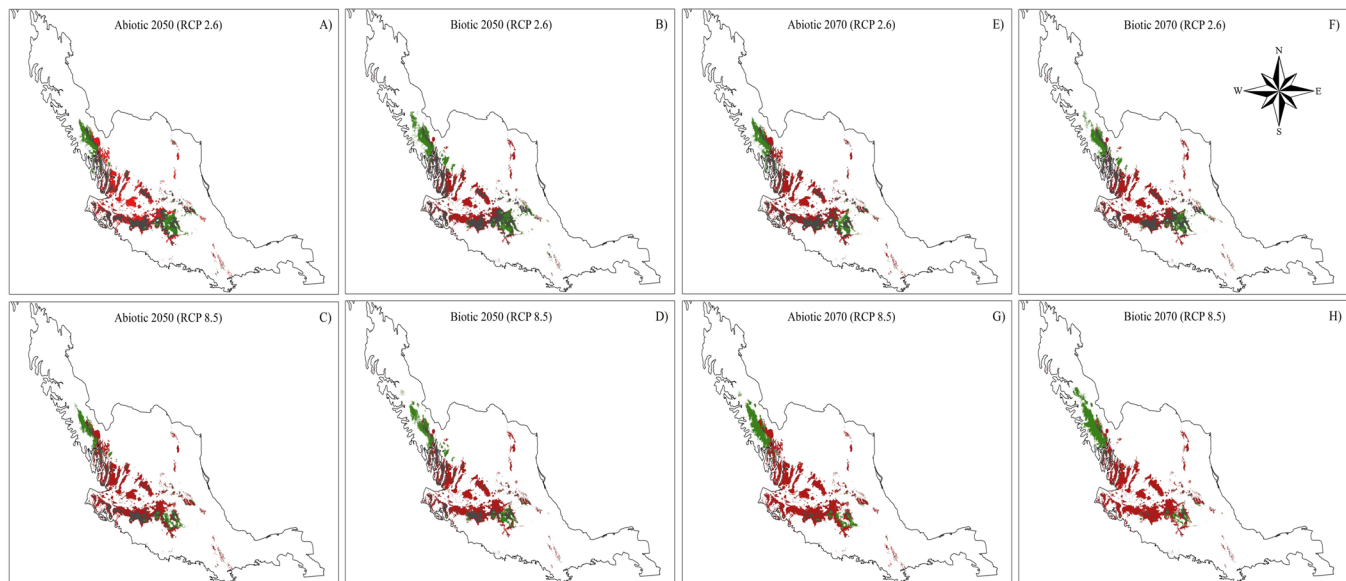 Abiotic 2050 (RCP 2.6)
A)
Biotic 2050 (RCP 2.6)
B)
Abiotic 2070 (RCP 2.6)
E)
Biotic 2070 (RCP 2.6)
F)
N
W
E
S
Abiotic 2050 (RCP 8.5)
C)
Biotic 2050 (RCP 8.5)
D)
Abiotic 2070 (RCP 8.5)
G)
Biotic 2070 (RCP 8.5)
H)